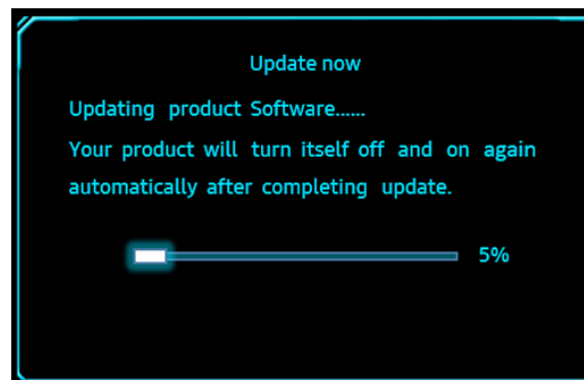 Update now
Updating product Software......
Your product will turn itself off and on again
automatically after completing update.
5%